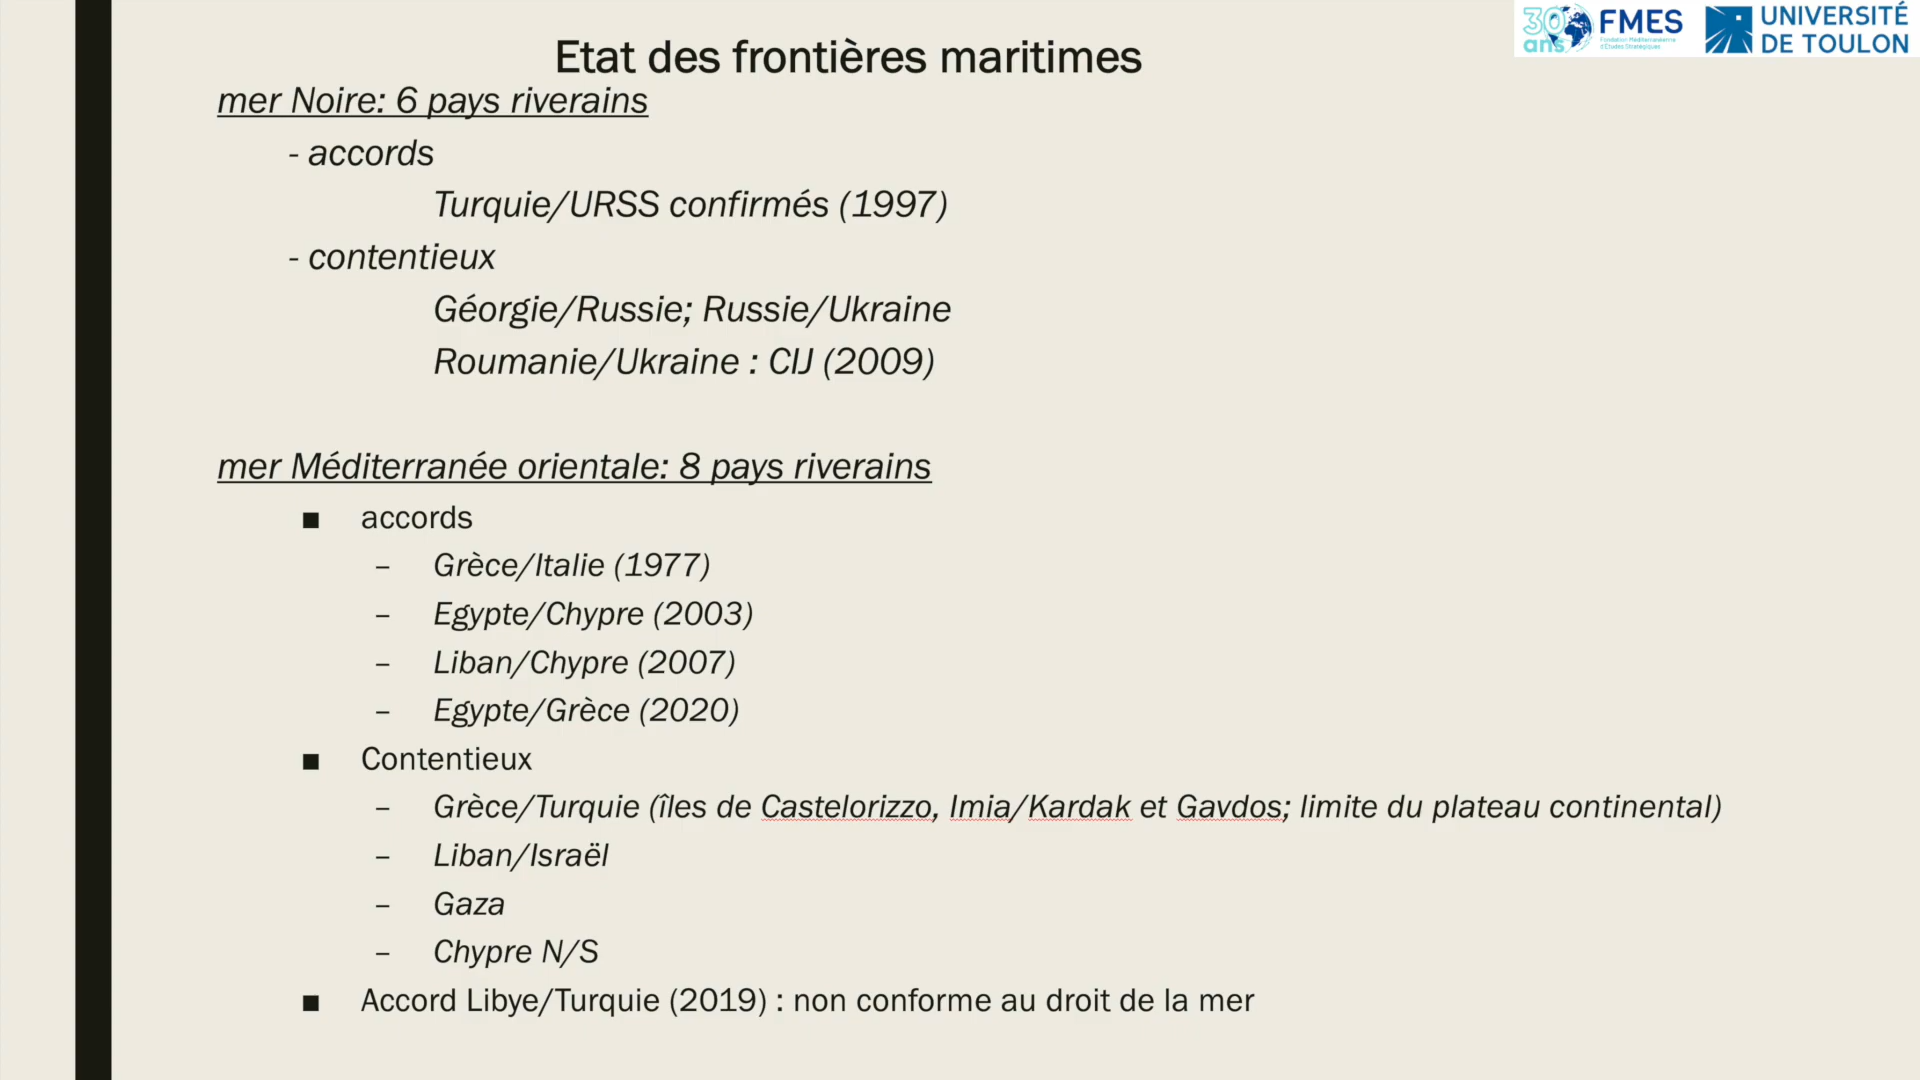 Etat des frontières maritimes
30 ans FMES
Fondation Méditerranéenne
d'Etudes Stratégiques
UNIVERSITÉ
DE TOULON
mer Noire: 6 pays riverains
- accords
Turquie/URSS confirmés (1997)
- contentieux
Géorgie/Russie; Russie/Ukraine
Roumanie/Ukraine : CIJ (2009)
mer Méditerranée orientale: 8 pays riverains
■ accords
– Grèce/Italie (1977)
– Egypte/Chypre (2003)
– Liban/Chypre (2007)
– Egypte/Grèce (2020)
■ Contentieux
– Grèce/Turquie (îles de Castelorizzo, Imia/Kardak et Gavdos; limite du plateau continental)
– Liban/Israël
– Gaza
– Chypre N/S
■ Accord Libye/Turquie (2019) : non conforme au droit de la mer